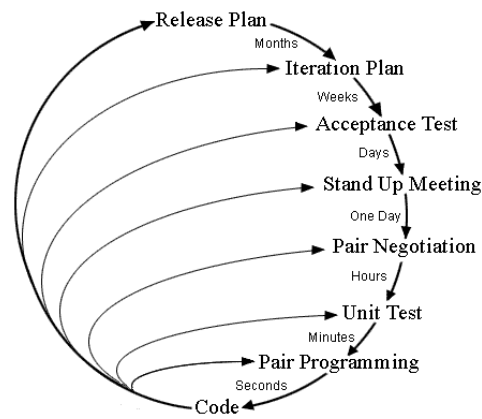 Release Plan
Months
Iteration Plan
Weeks
Acceptance Test
Days
Stand Up Meeting
One Day
Pair Negotiation
Hours
Unit Test
Minutes
Pair Programming
Seconds
Code